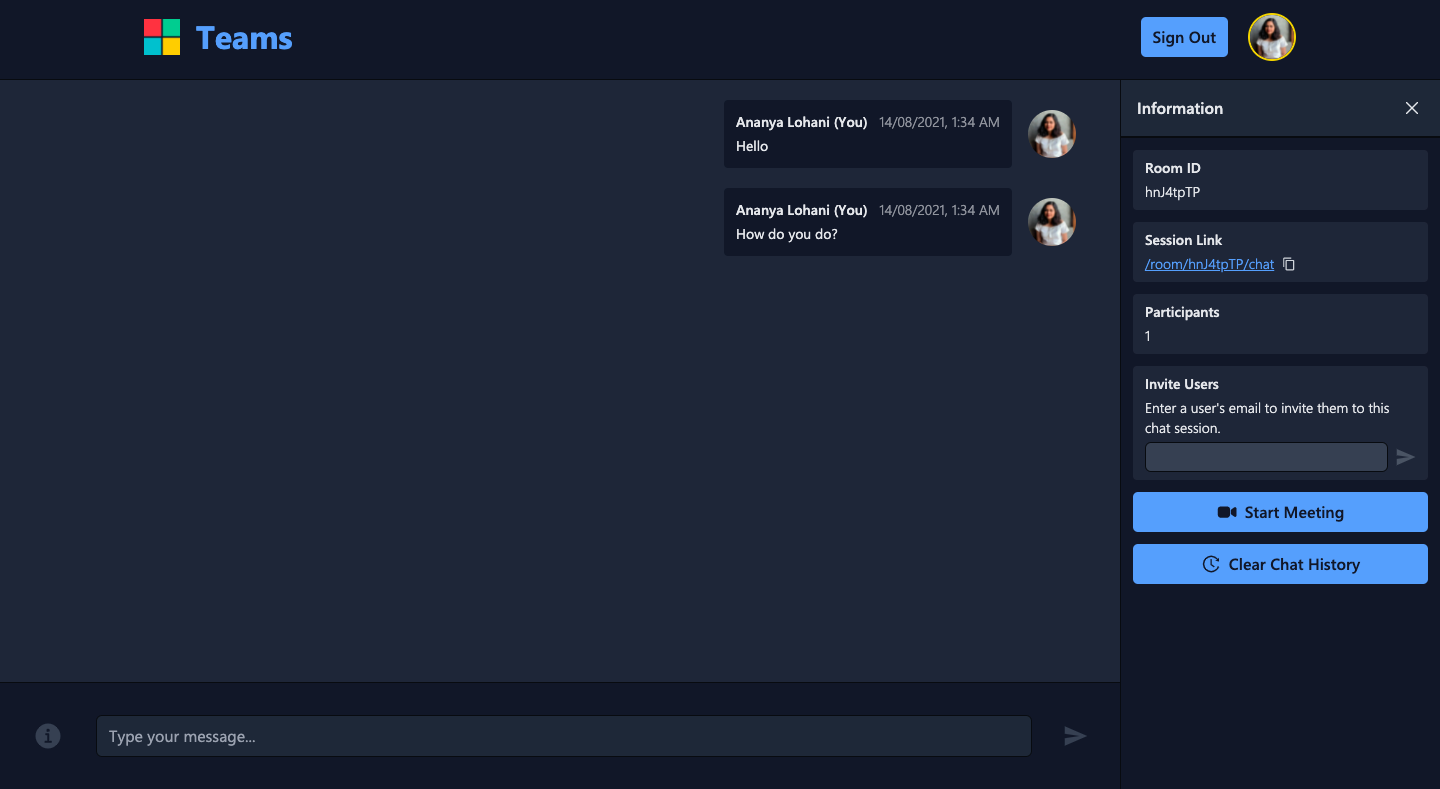 Teams
Sign Out
Ananya Lohani (You) 14/08/2021, 1:34 AM
Hello
Ananya Lohani (You) 14/08/2021, 1:34 AM
How do you do?
Type your message...
Information
Room ID
hnJ4tpTP
Session Link
/room/hnJ4tpTP/chat
Participants
1
Invite Users
Enter a user's email to invite them to this
chat session.
Start Meeting
Clear Chat History